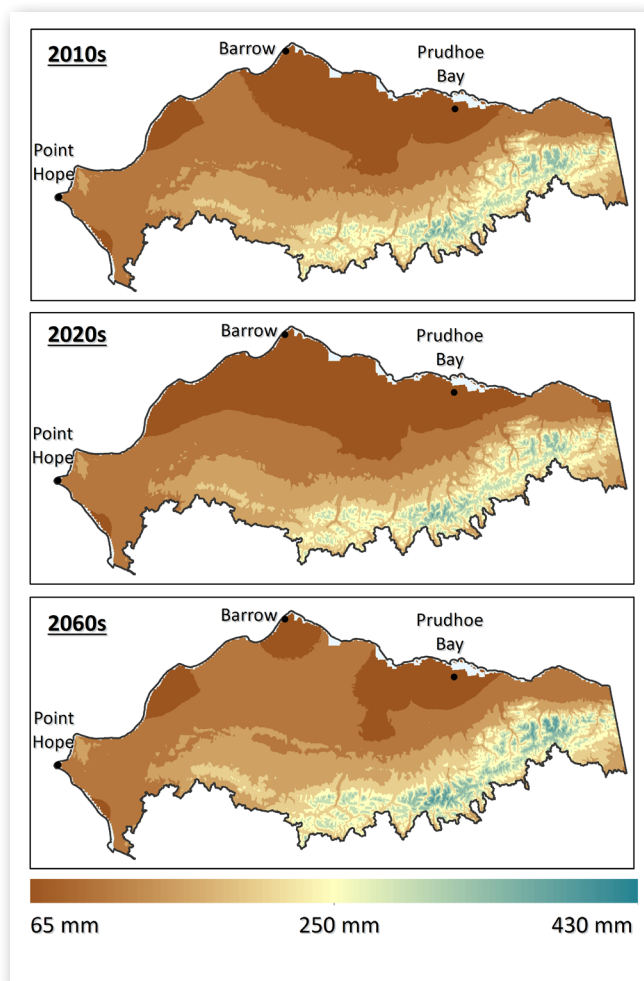 2010s
Barrow
Prudhoe
Bay
Point
Hope
2020s
Barrow
Prudhoe
Bay
Point
Hope
2060s
Barrow
Prudhoe
Bay
Point
Hope
65 mm 250 mm 430 mm